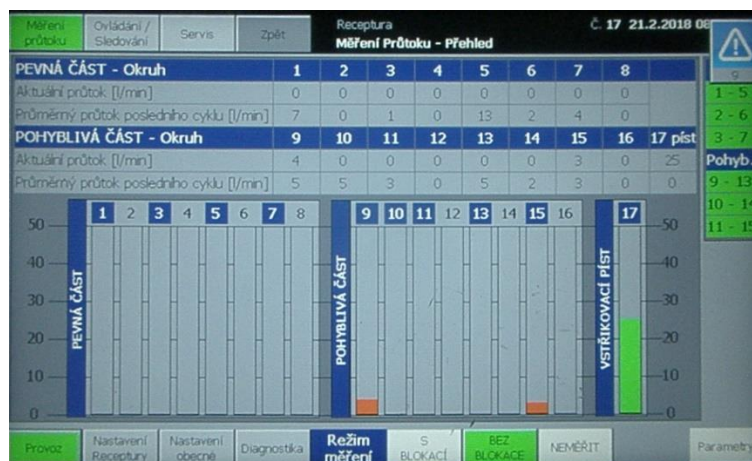 Měření průtoku
Ovládání / Sledování
Servis
Zpět
Receptura
Č. 17 21.2.2018 08
Měření Průtoku - Přehled
9
PEVNÁ ČÁST - Okruh 1 2 3 4 5 6 7 8
Aktuální průtok [l/min] 0 0 0 0 0 0 0 0
Průměrný průtok posledního cyklu [l/min] 7 0 1 0 13 2 4 0
POHYBLIVÁ ČÁST - Okruh 9 10 11 12 13 14 15 16 17 píst
Aktuální průtok [l/min] 4 0 0 0 0 0 3 0 25
Průměrný průtok posledního cyklu [l/min] 5 5 3 0 5 2 3 0 0
1 - 5
2 - 6
3 - 7
Pohyb.
9 - 13
10 - 14
11 - 15
1 2 3 4 5 6 7 8 9 10 11 12 13 14 15 16 17
50 50
40 40
30 30
20 20
10 10
0 0
PEVNÁ ČÁST
POHYBLIVÁ ČÁST
VSTŘIKOVACÍ PÍST
Provoz
Nastavení Receptury
Nastavení obecné
Diagnostika
Režim měření
S BLOKACÍ
BEZ BLOKACE
NEMĚŘIT
Parametry